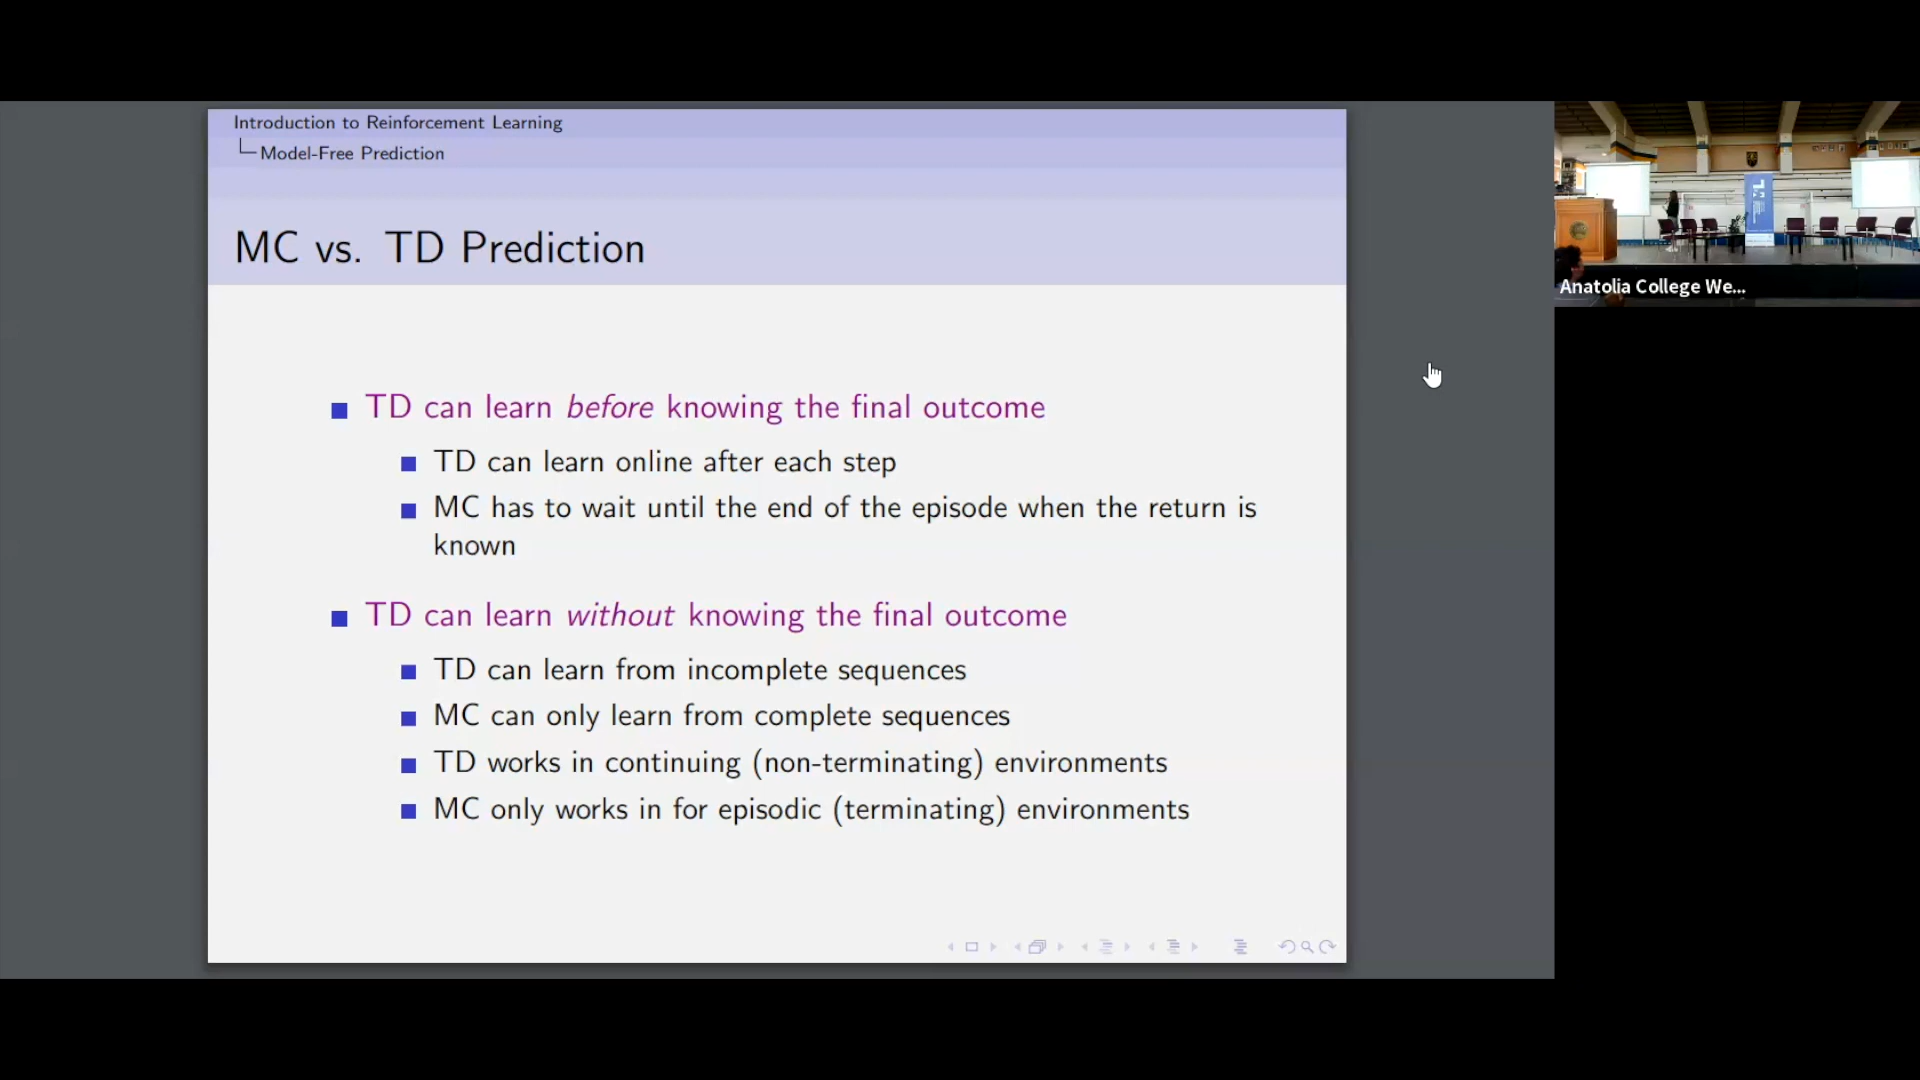 Introduction to Reinforcement Learning
Model-Free Prediction
MC vs. TD Prediction
TD can learn before knowing the final outcome
TD can learn online after each step
MC has to wait until the end of the episode when the return is
known
TD can learn without knowing the final outcome
TD can learn from incomplete sequences
MC can only learn from complete sequences
TD works in continuing (non-terminating) environments
MC only works in for episodic (terminating) environments
Anatolia College We...